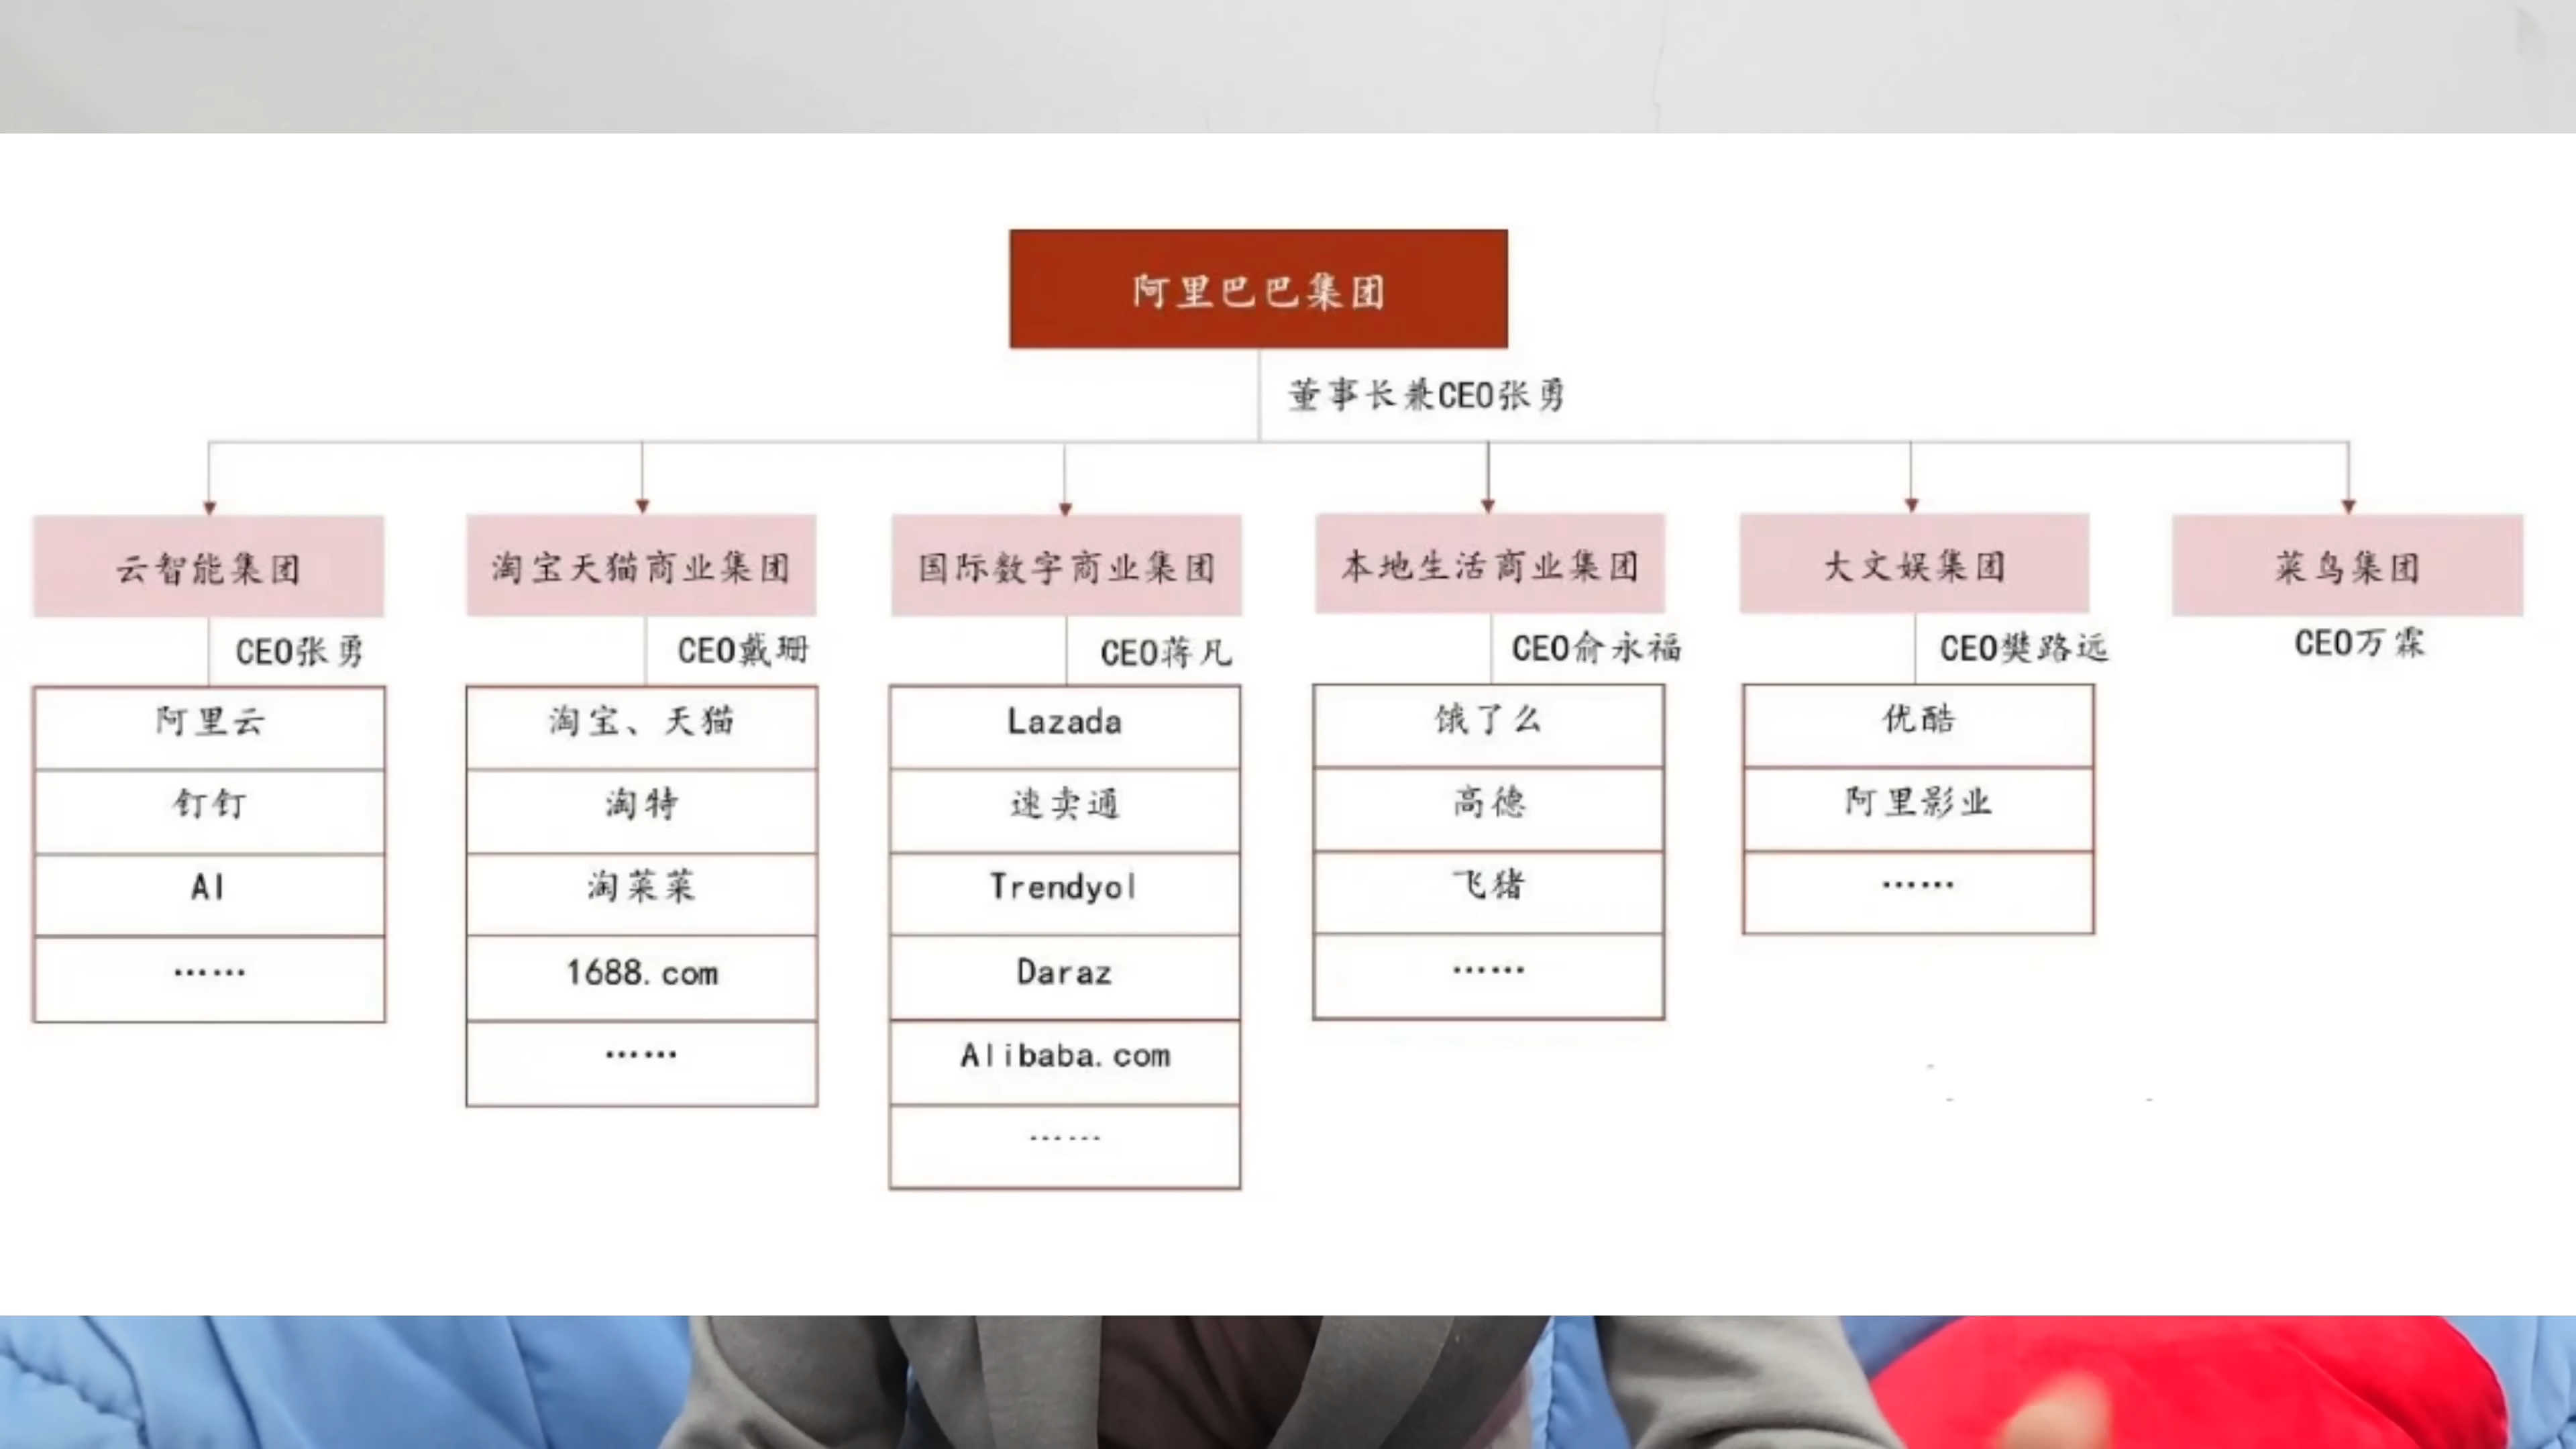 阿里巴巴集团
董事长兼CEO张勇
云智能集团
淘宝天猫商业集团
国际数字商业集团
本地生活商业集团
大文娱集团
菜鸟集团
CEO张勇
CEO戴珊
CEO蒋凡
CEO俞永福
CEO樊路远
CEO万霖
阿里云
钉钉
AI
……
淘宝、天猫
淘特
淘菜菜
1688.com
……
Lazada
速卖通
Trendyol
Daraz
Alibaba.com
……
饿了么
高德
飞猪
……
优酷
阿里影业
……